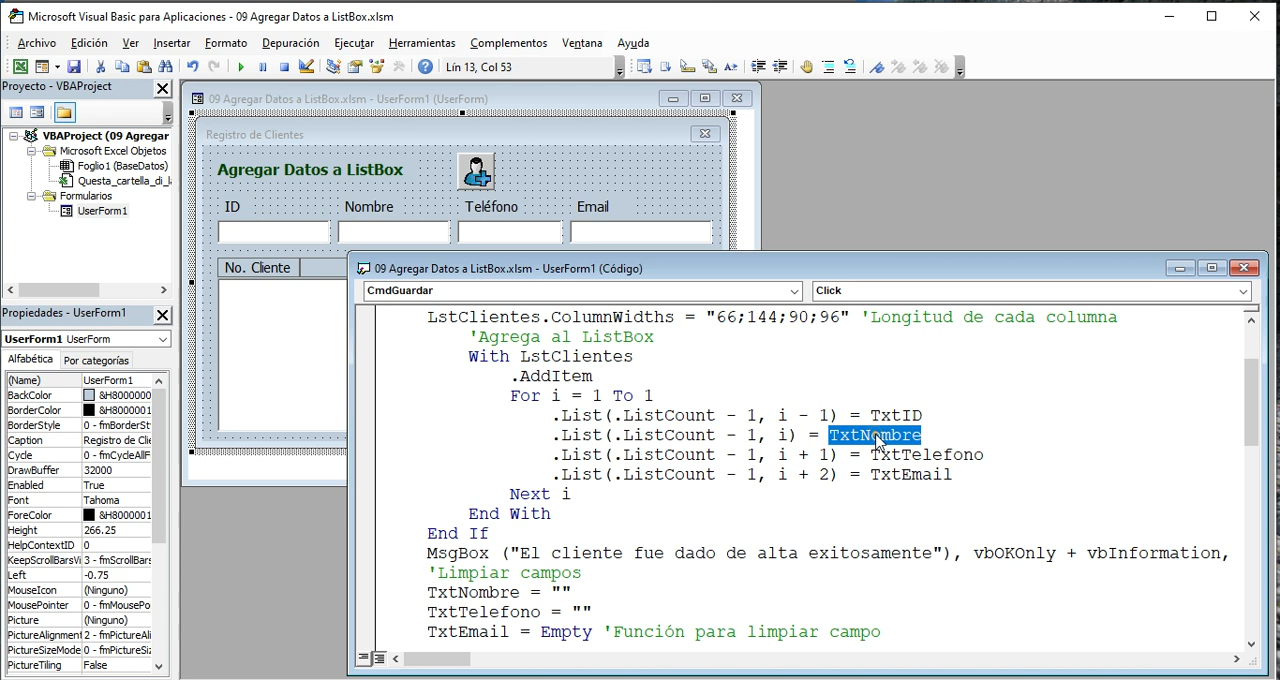 Microsoft Visual Basic para Aplicaciones - 09 Agregar Datos a ListBox.xlsm
Archivo Edición Ver Insertar Formato Depuración Ejecutar Herramientas Complementos Ventana Ayuda
Lín 13, Col 53
Proyecto - VBAProject
VBAProject (09 Agregar
Microsoft Excel Objetos
Foglio1 (BaseDatos)
Questa_cartella_di_l
Formularios
UserForm1
Propiedades - UserForm1
UserForm1 UserForm
Alfabética Por categorías
(Name) UserForm1
BackColor &H8000000
BorderColor &H8000001
BorderStyle 0 - fmBorderSt
Caption Registro de Clie
Cycle 0 - fmCycleAllF
DrawBuffer 32000
Enabled True
Font Tahoma
ForeColor &H8000001
Height 266.25
HelpContextID 0
KeepScrollBarsVi 3 - fmScrollBars
Left -0.75
MouseIcon (Ninguno)
MousePointer 0 - fmMousePo
Picture (Ninguno)
PictureAlignment 2 - fmPictureAli
PictureSizeMode 0 - fmPictureSiz
PictureTiling False
09 Agregar Datos a ListBox.xlsm - UserForm1 (UserForm)
Registro de Clientes
Agregar Datos a ListBox
ID Nombre Teléfono Email
No. Cliente
09 Agregar Datos a ListBox.xlsm - UserForm1 (Código)
CmdGuardar Click
LstClientes.ColumnWidths = "66;144;90;96" 'Longitud de cada columna
'Agrega al ListBox
With LstClientes
.AddItem
For i = 1 To 1
.List(.ListCount - 1, i - 1) = TxtID
.List(.ListCount - 1, i) = TxtNombre
.List(.ListCount - 1, i + 1) = TxtTelefono
.List(.ListCount - 1, i + 2) = TxtEmail
Next i
End With
End If
MsgBox ("El cliente fue dado de alta exitosamente"), vbOKOnly + vbInformation,
'Limpiar campos
TxtNombre = ""
TxtTelefono = ""
TxtEmail = Empty 'Función para limpiar campo